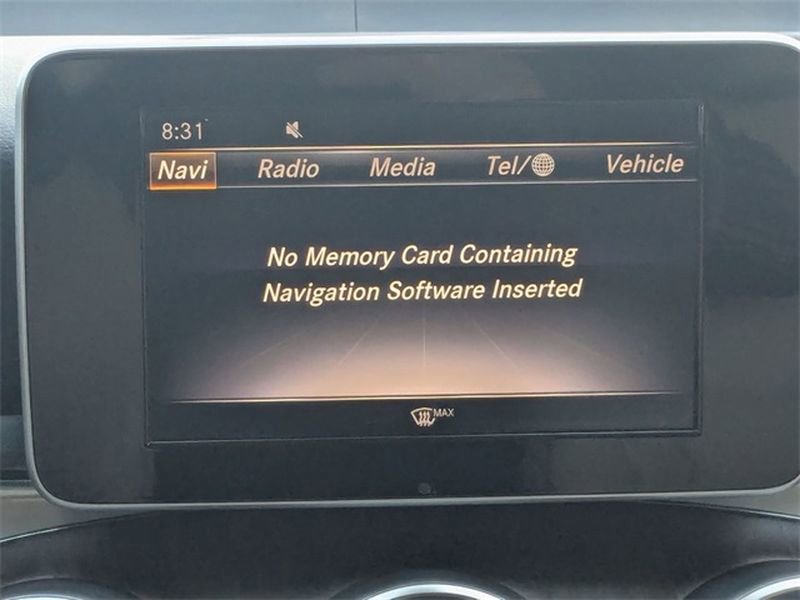 8:31
Navi Radio Media Tel/ Vehicle
No Memory Card Containing
Navigation Software Inserted
MAX